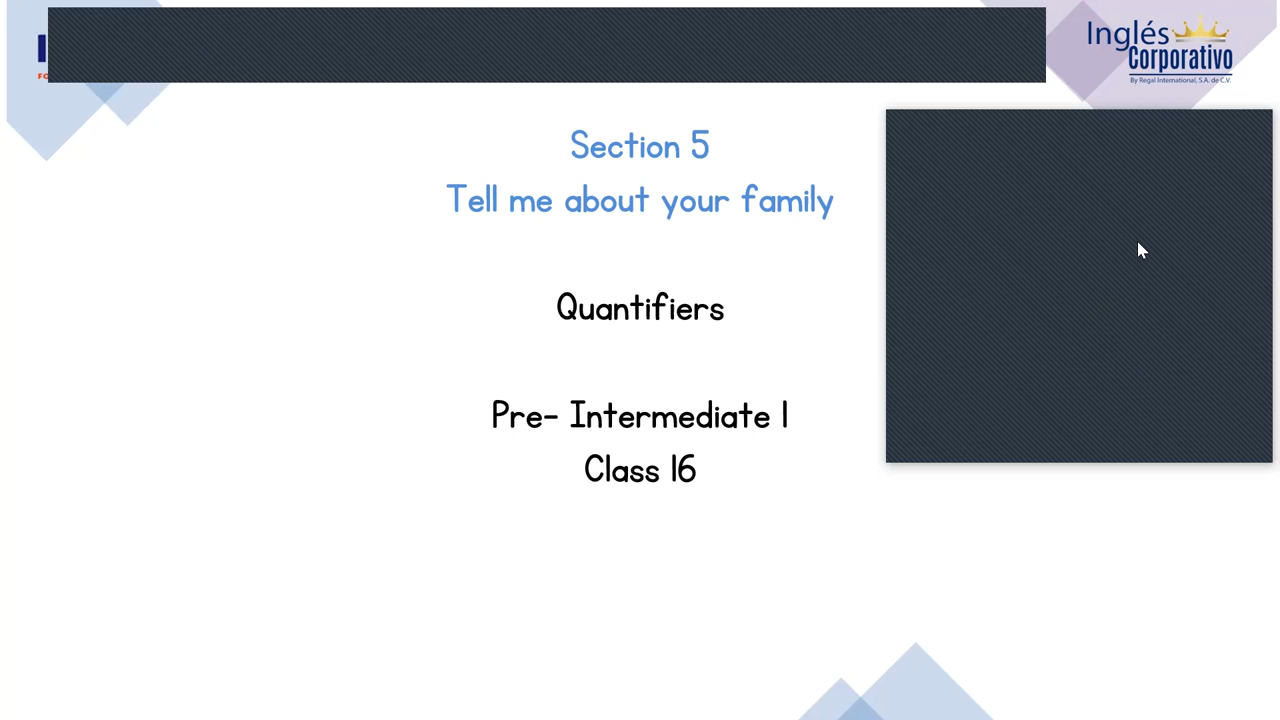 Inglés
Corporativo
By Regal International, S.A. de C.V.
Section 5
Tell me about your family
Quantifiers
Pre- Intermediate 1
Class 16